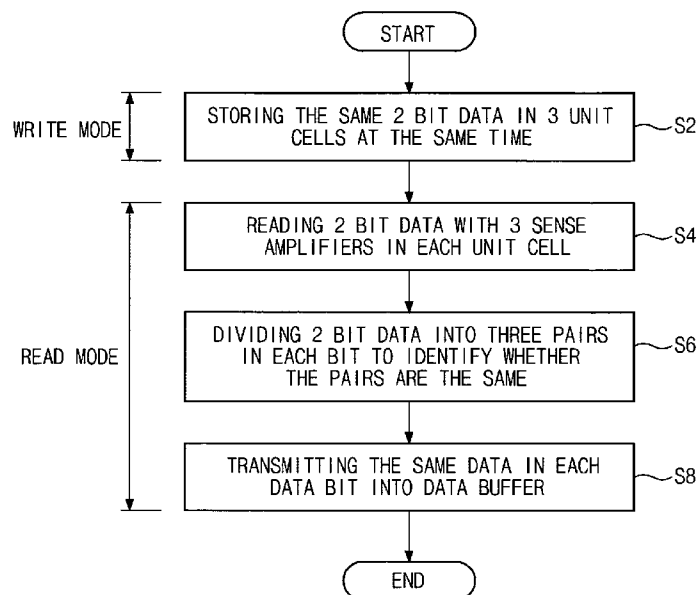 START
WRITE MODE
STORING THE SAME 2 BIT DATA IN 3 UNIT
CELLS AT THE SAME TIME
S2
READING 2 BIT DATA WITH 3 SENSE
AMPLIFIERS IN EACH UNIT CELL
S4
READ MODE
DIVIDING 2 BIT DATA INTO THREE PAIRS
IN EACH BIT TO IDENTIFY WHETHER
THE PAIRS ARE THE SAME
S6
TRANSMITTING THE SAME DATA IN EACH
DATA BIT INTO DATA BUFFER
S8
END